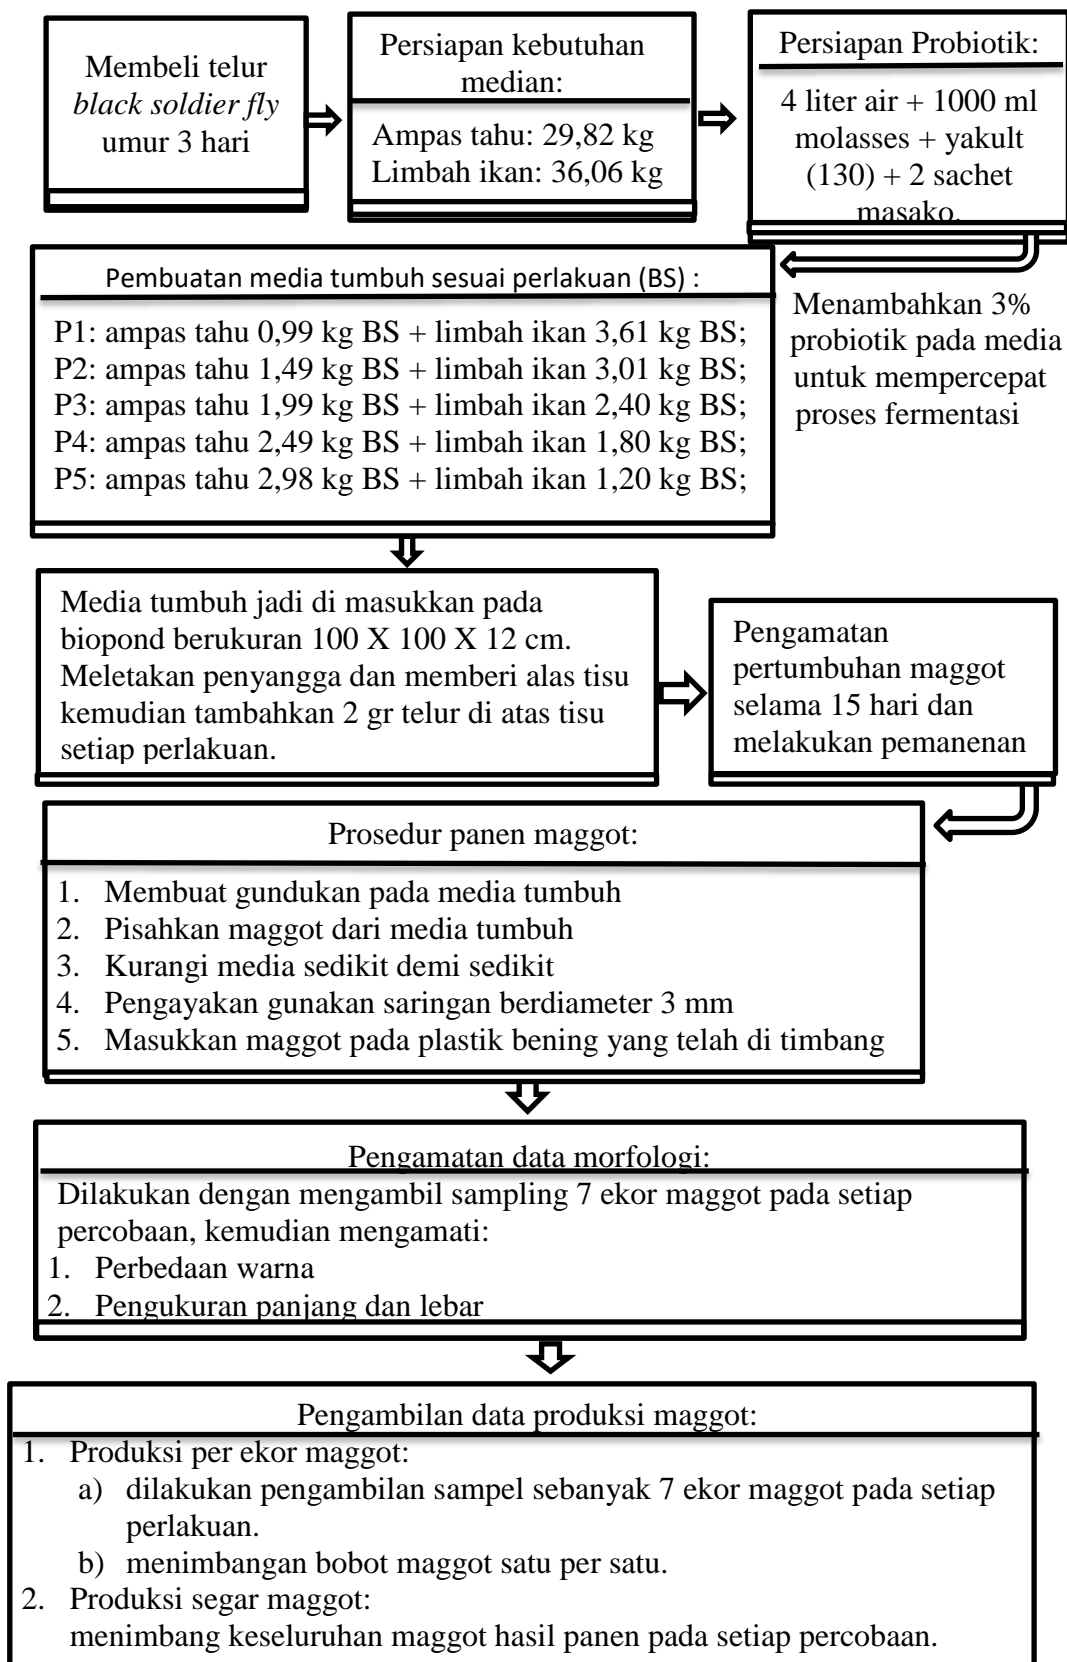 Membeli telur
black soldier fly
umur 3 hari
Persiapan kebutuhan
median:
Ampas tahu: 29,82 kg
Limbah ikan: 36,06 kg
Persiapan Probiotik:
4 liter air + 1000 ml
molasses + yakult
(130) + 2 sachet
masako.
Pembuatan media tumbuh sesuai perlakuan (BS) :
P1: ampas tahu 0,99 kg BS + limbah ikan 3,61 kg BS;
P2: ampas tahu 1,49 kg BS + limbah ikan 3,01 kg BS;
P3: ampas tahu 1,99 kg BS + limbah ikan 2,40 kg BS;
P4: ampas tahu 2,49 kg BS + limbah ikan 1,80 kg BS;
P5: ampas tahu 2,98 kg BS + limbah ikan 1,20 kg BS;
Menambahkan 3%
probiotik pada media
untuk mempercepat
proses fermentasi
Media tumbuh jadi di masukkan pada
biopond berukuran 100 X 100 X 12 cm.
Meletakan penyangga dan memberi alas tisu
kemudian tambahkan 2 gr telur di atas tisu
setiap perlakuan.
Pengamatan
pertumbuhan maggot
selama 15 hari dan
melakukan pemanenan
Prosedur panen maggot:
1. Membuat gundukan pada media tumbuh
2. Pisahkan maggot dari media tumbuh
3. Kurangi media sedikit demi sedikit
4. Pengayakan gunakan saringan berdiameter 3 mm
5. Masukkan maggot pada plastik bening yang telah di timbang
Pengamatan data morfologi:
Dilakukan dengan mengambil sampling 7 ekor maggot pada setiap
percobaan, kemudian mengamati:
1. Perbedaan warna
2. Pengukuran panjang dan lebar
Pengambilan data produksi maggot:
1. Produksi per ekor maggot:
a) dilakukan pengambilan sampel sebanyak 7 ekor maggot pada setiap
perlakuan.
b) menimbangan bobot maggot satu per satu.
2. Produksi segar maggot:
menimbang keseluruhan maggot hasil panen pada setiap percobaan.